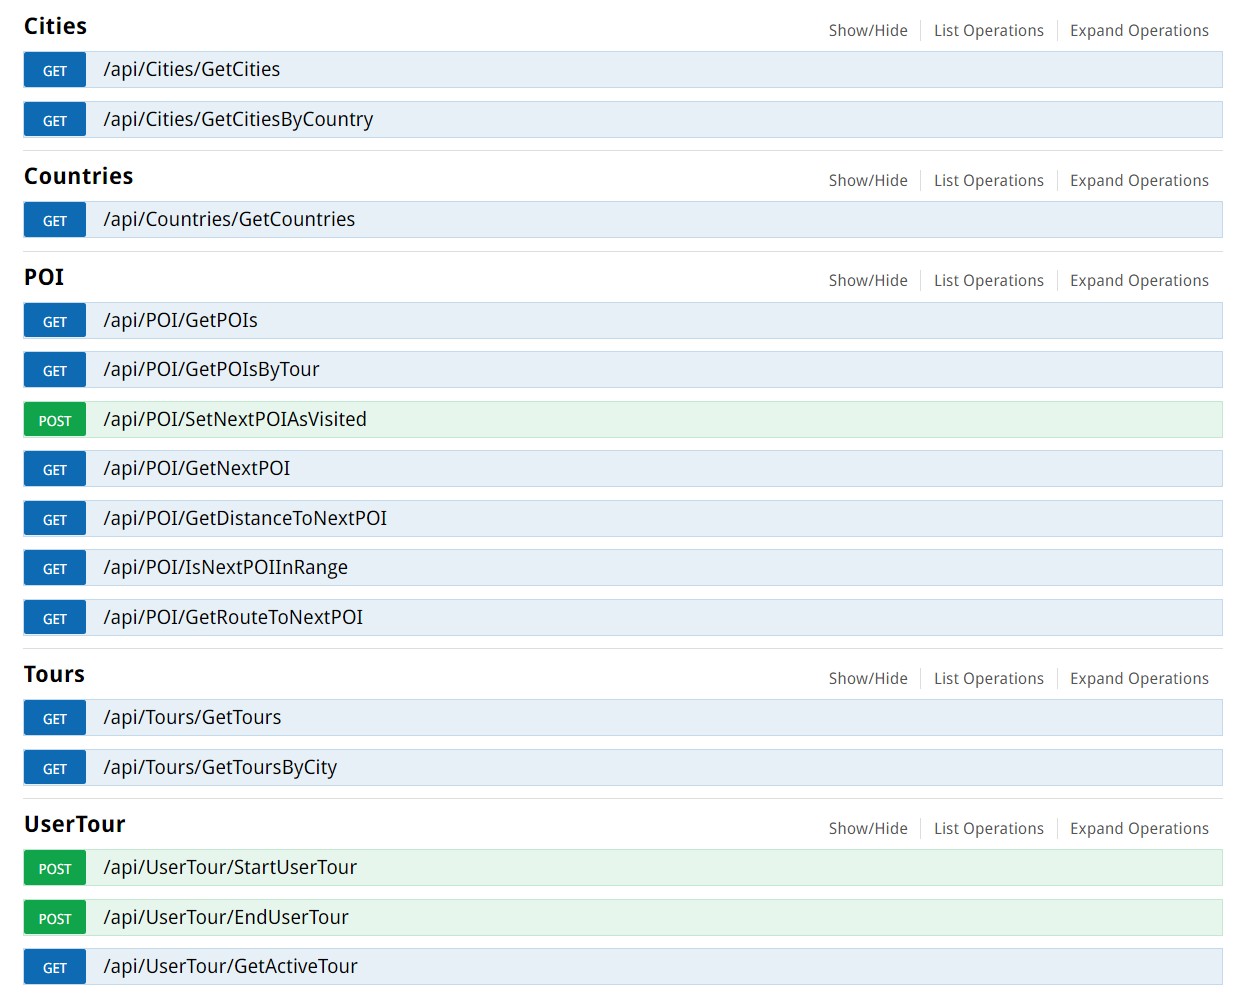 Cities Show/Hide List Operations Expand Operations
GET /api/Cities/GetCities
GET /api/Cities/GetCitiesByCountry
Countries Show/Hide List Operations Expand Operations
GET /api/Countries/GetCountries
POI Show/Hide List Operations Expand Operations
GET /api/POI/GetPOIs
GET /api/POI/GetPOIsByTour
POST /api/POI/SetNextPOIAsVisited
GET /api/POI/GetNextPOI
GET /api/POI/GetDistanceToNextPOI
GET /api/POI/IsNextPOIInRange
GET /api/POI/GetRouteToNextPOI
Tours Show/Hide List Operations Expand Operations
GET /api/Tours/GetTours
GET /api/Tours/GetToursByCity
UserTour Show/Hide List Operations Expand Operations
POST /api/UserTour/StartUserTour
POST /api/UserTour/EndUserTour
GET /api/UserTour/GetActiveTour